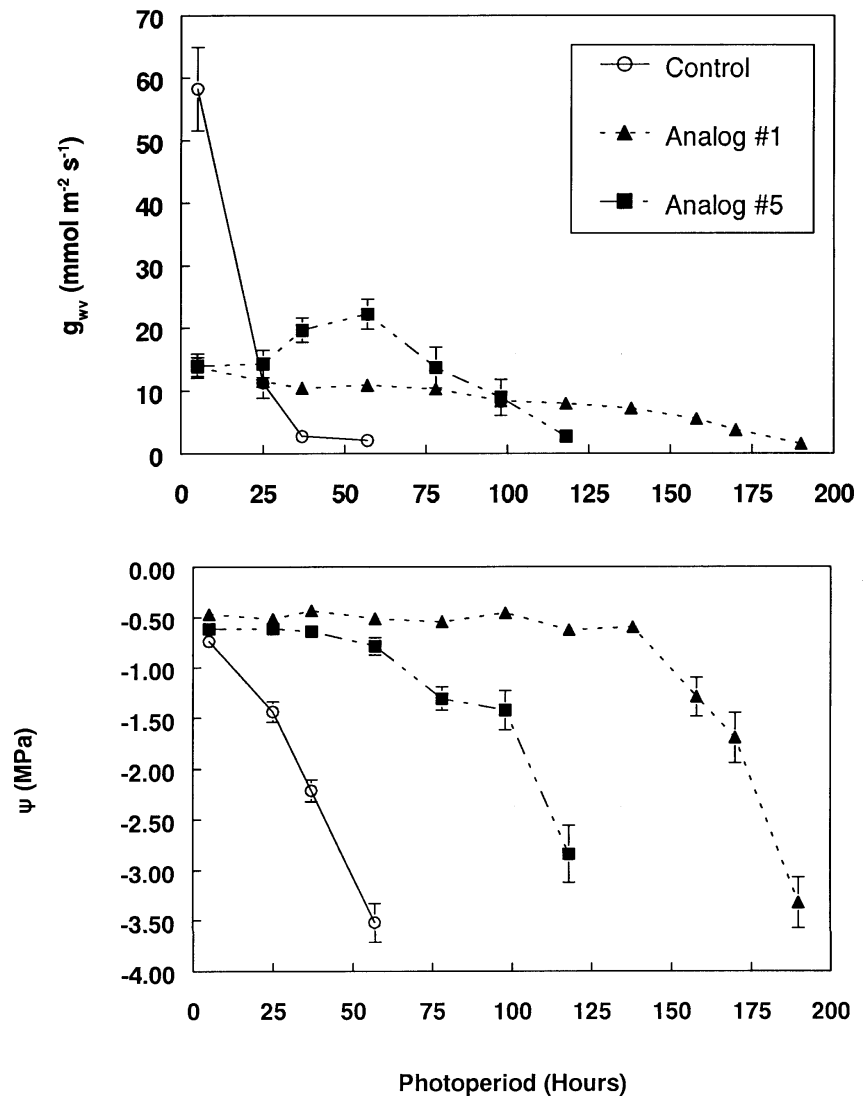 70
60
50
40
30
20
10
0
g_wv (mmol m⁻² s⁻¹)
Control
Analog #1
Analog #5
0 25 50 75 100 125 150 175 200
0.00
-0.50
-1.00
-1.50
-2.00
-2.50
-3.00
-3.50
-4.00
ψ (MPa)
0 25 50 75 100 125 150 175 200
Photoperiod (Hours)